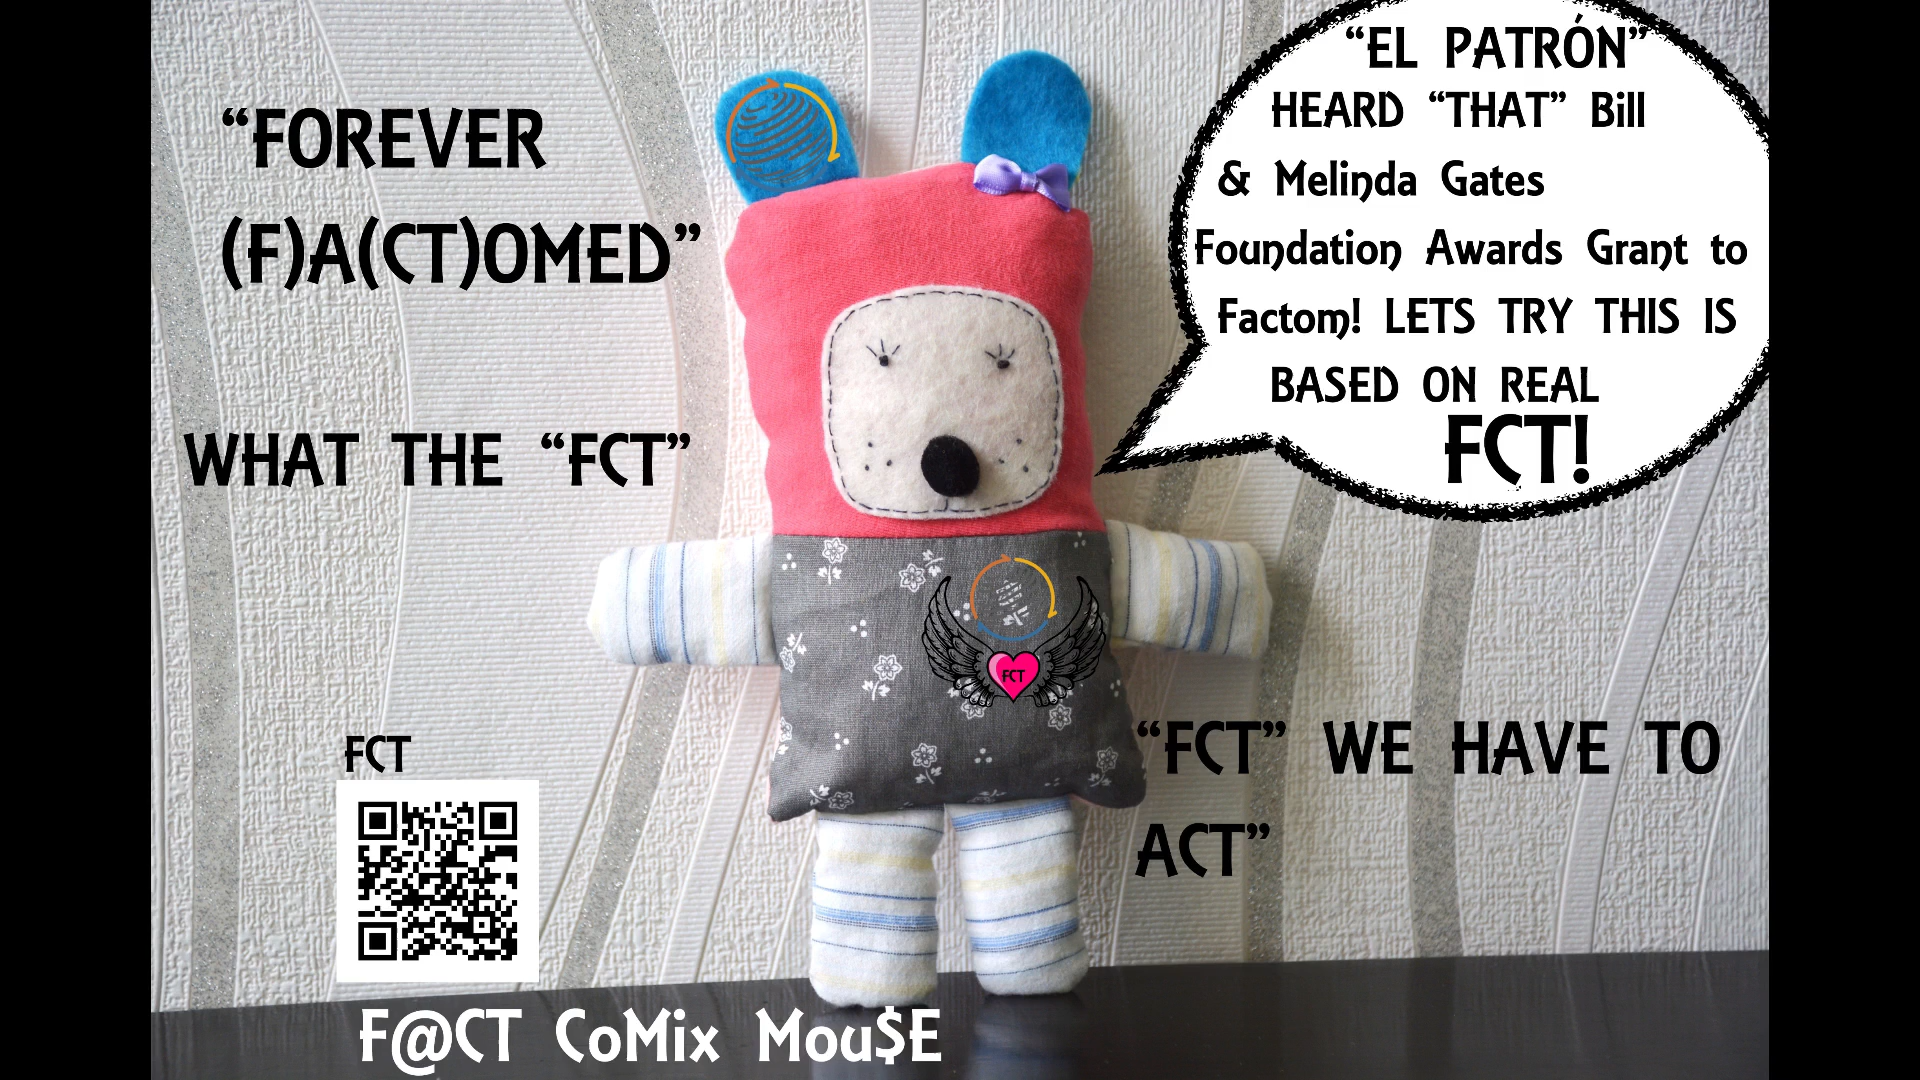 “EL PATRÓN”
HEARD “THAT” Bill
& Melinda Gates
Foundation Awards Grant to
Factom! LETS TRY THIS IS
BASED ON REAL
FCT!
“FOREVER
(F)A(CT)OMED”
WHAT THE “FCT”
FCT
“FCT” WE HAVE TO
ACT”
FCT
F@CT CoMix Mou$E